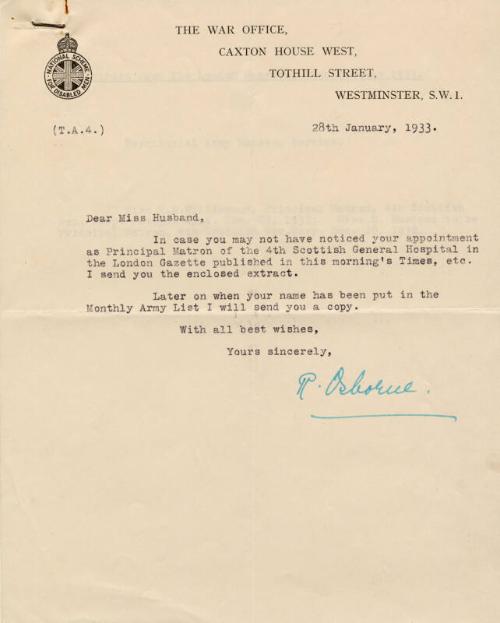 THE WAR OFFICE,
CAXTON HOUSE WEST,
TOTHILL STREET,
WESTMINSTER, S.W.1.
NATIONAL SCHEME
FOR DISABLED MEN
(T.A.4.)
28th January, 1933.
Dear Miss Husband,
In case you may not have noticed your appointment
as Principal Matron of the 4th Scottish General Hospital in
the London Gazette published in this morning's Times, etc.
I send you the enclosed extract.
Later on when your name has been put in the
Monthly Army List I will send you a copy.
With all best wishes,
Yours sincerely,
R. Osborne.